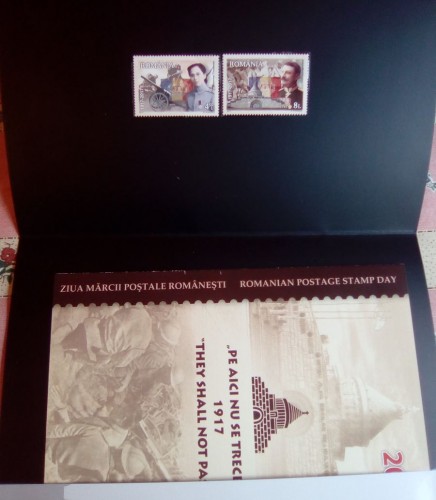 ROMÂNIA
ROMÂNIA
8L
ZIUA MĂRCII POȘTALE ROMÂNEȘTI ROMANIAN POSTAGE STAMP DAY
„PE AICI NU SE TRECE
1917
"THEY SHALL NOT PA
20